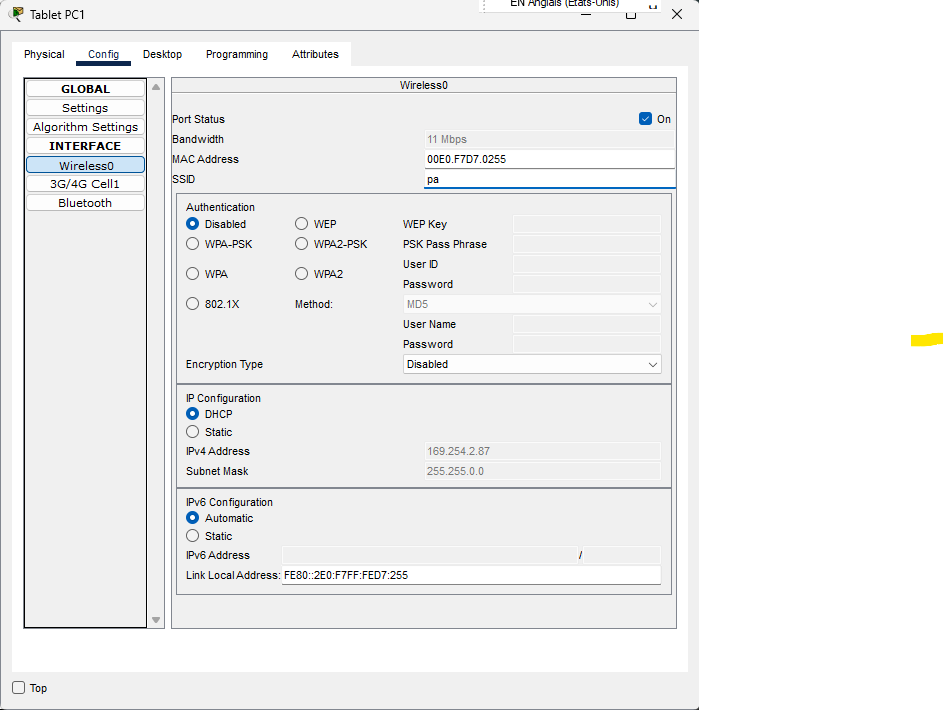 EN Anglais (États-Unis)
Tablet PC1
Physical Config Desktop Programming Attributes
GLOBAL
Settings
Algorithm Settings
INTERFACE
Wireless0
3G/4G Cell1
Bluetooth
Wireless0
Port Status On
Bandwidth 11 Mbps
MAC Address 00E0.F7D7.0255
SSID pa
Authentication
Disabled WEP WEP Key
WPA-PSK WPA2-PSK PSK Pass Phrase
User ID
WPA WPA2
Password
802.1X Method: MD5
User Name
Password
Encryption Type Disabled
IP Configuration
DHCP
Static
IPv4 Address 169.254.2.87
Subnet Mask 255.255.0.0
IPv6 Configuration
Automatic
Static
IPv6 Address /
Link Local Address: FE80::2E0:F7FF:FED7:255
Top